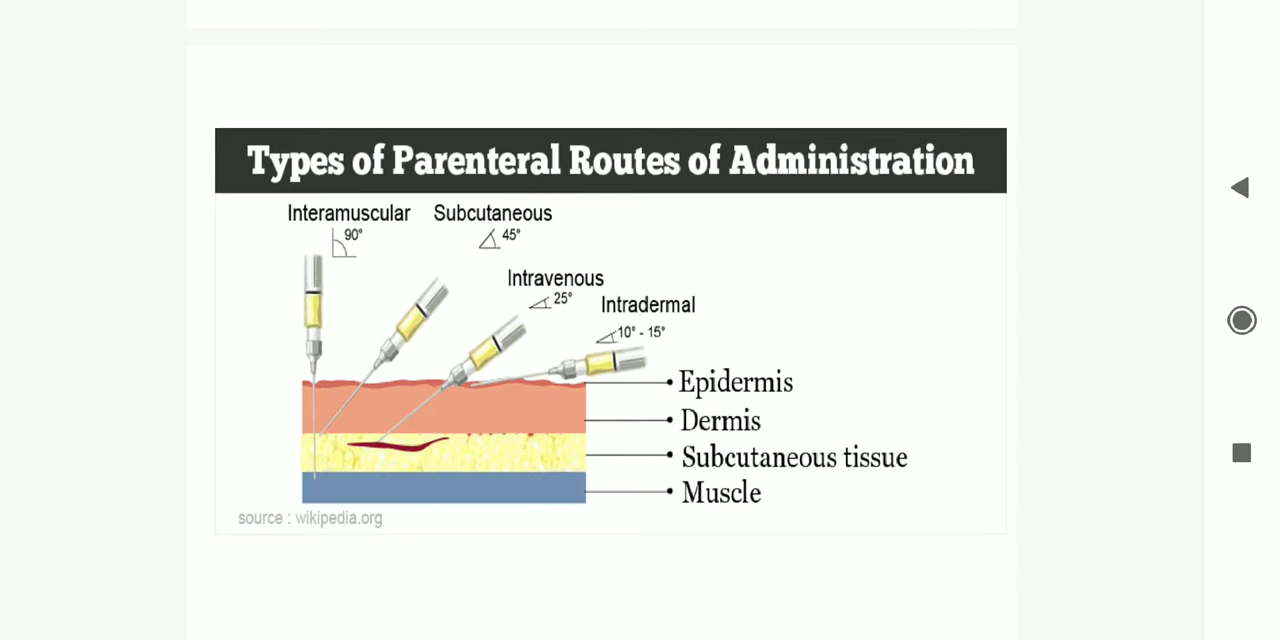 Types of Parenteral Routes of Administration
Interamuscular
90°
Subcutaneous
45°
Intravenous
25°
Intradermal
10° - 15°
Epidermis
Dermis
Subcutaneous tissue
Muscle
source : wikipedia.org